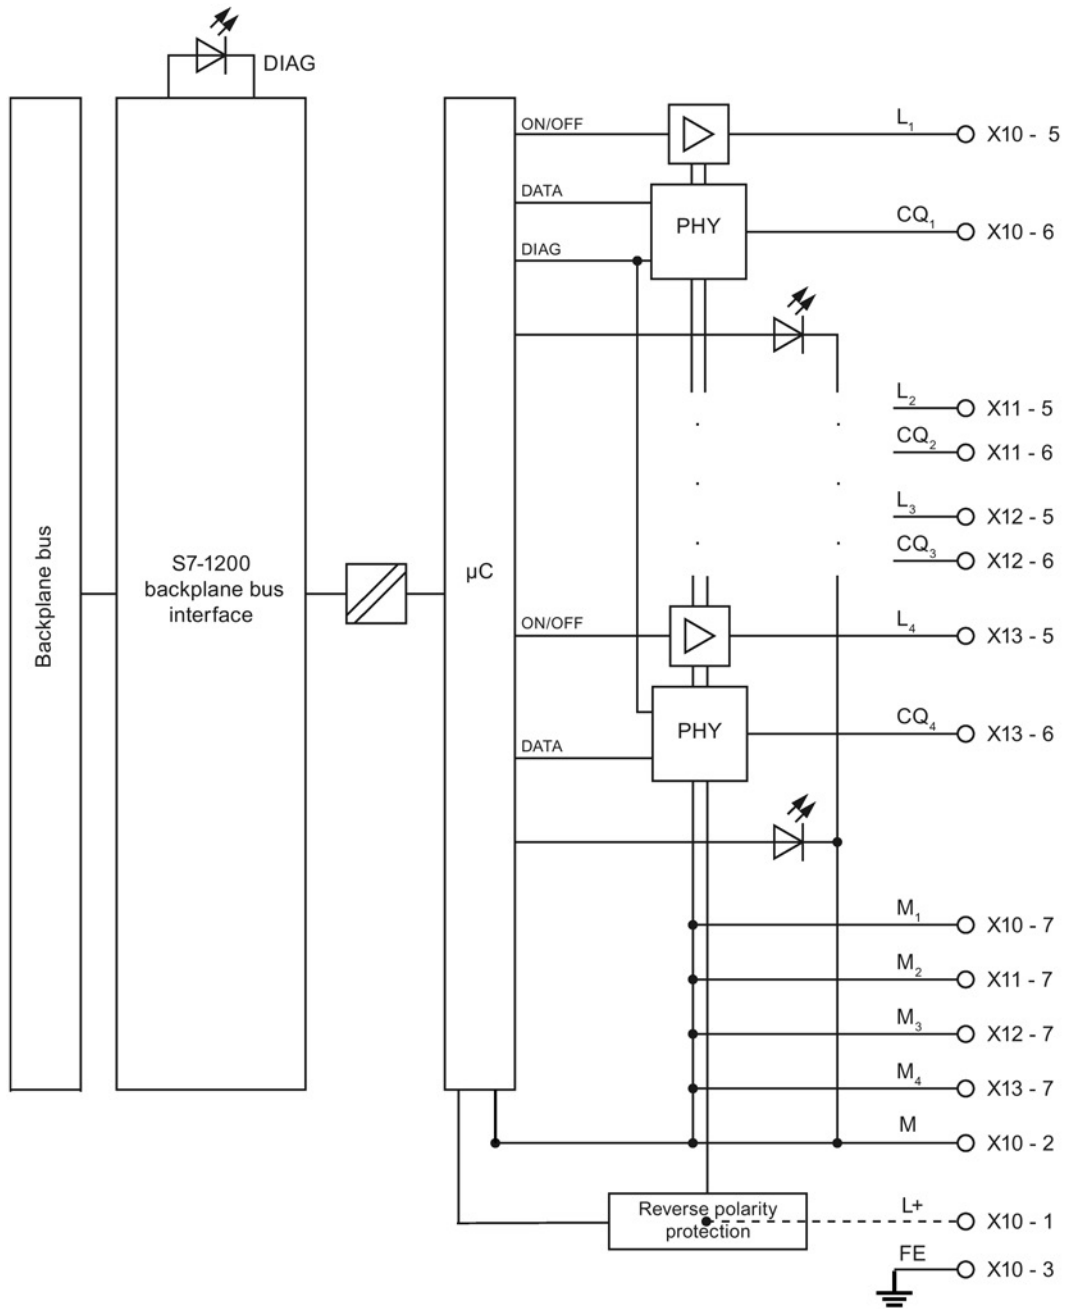 DIAG
ON/OFF
L1
X10 - 5
DATA
PHY
CQ1
X10 - 6
DIAG
L2
X11 - 5
CQ2
X11 - 6
L3
X12 - 5
CQ3
X12 - 6
Backplane bus
S7-1200
backplane bus
interface
µC
ON/OFF
L4
X13 - 5
PHY
CQ4
X13 - 6
DATA
M1
X10 - 7
M2
X11 - 7
M3
X12 - 7
M4
X13 - 7
M
X10 - 2
Reverse polarity
protection
L+
X10 - 1
FE
X10 - 3